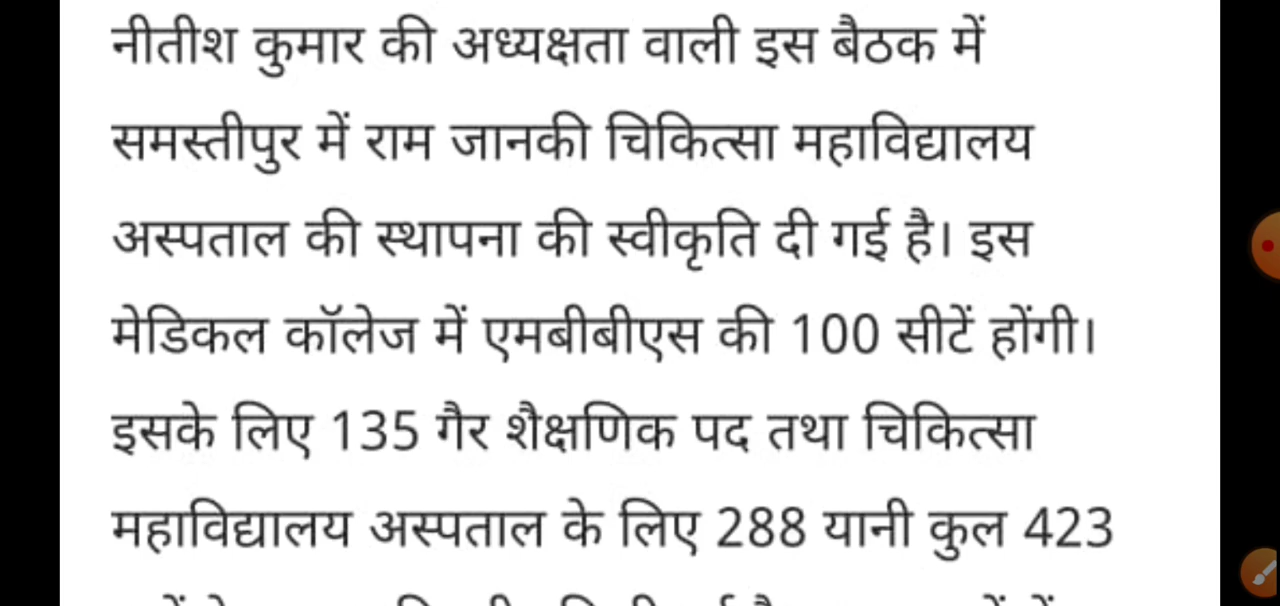 नीतीश कुमार की अध्यक्षता वाली इस बैठक में
समस्तीपुर में राम जानकी चिकित्सा महाविद्यालय
अस्पताल की स्थापना की स्वीकृति दी गई है। इस
मेडिकल कॉलेज में एमबीबीएस की 100 सीटें होंगी।
इसके लिए 135 गैर शैक्षणिक पद तथा चिकित्सा
महाविद्यालय अस्पताल के लिए 288 यानी कुल 423